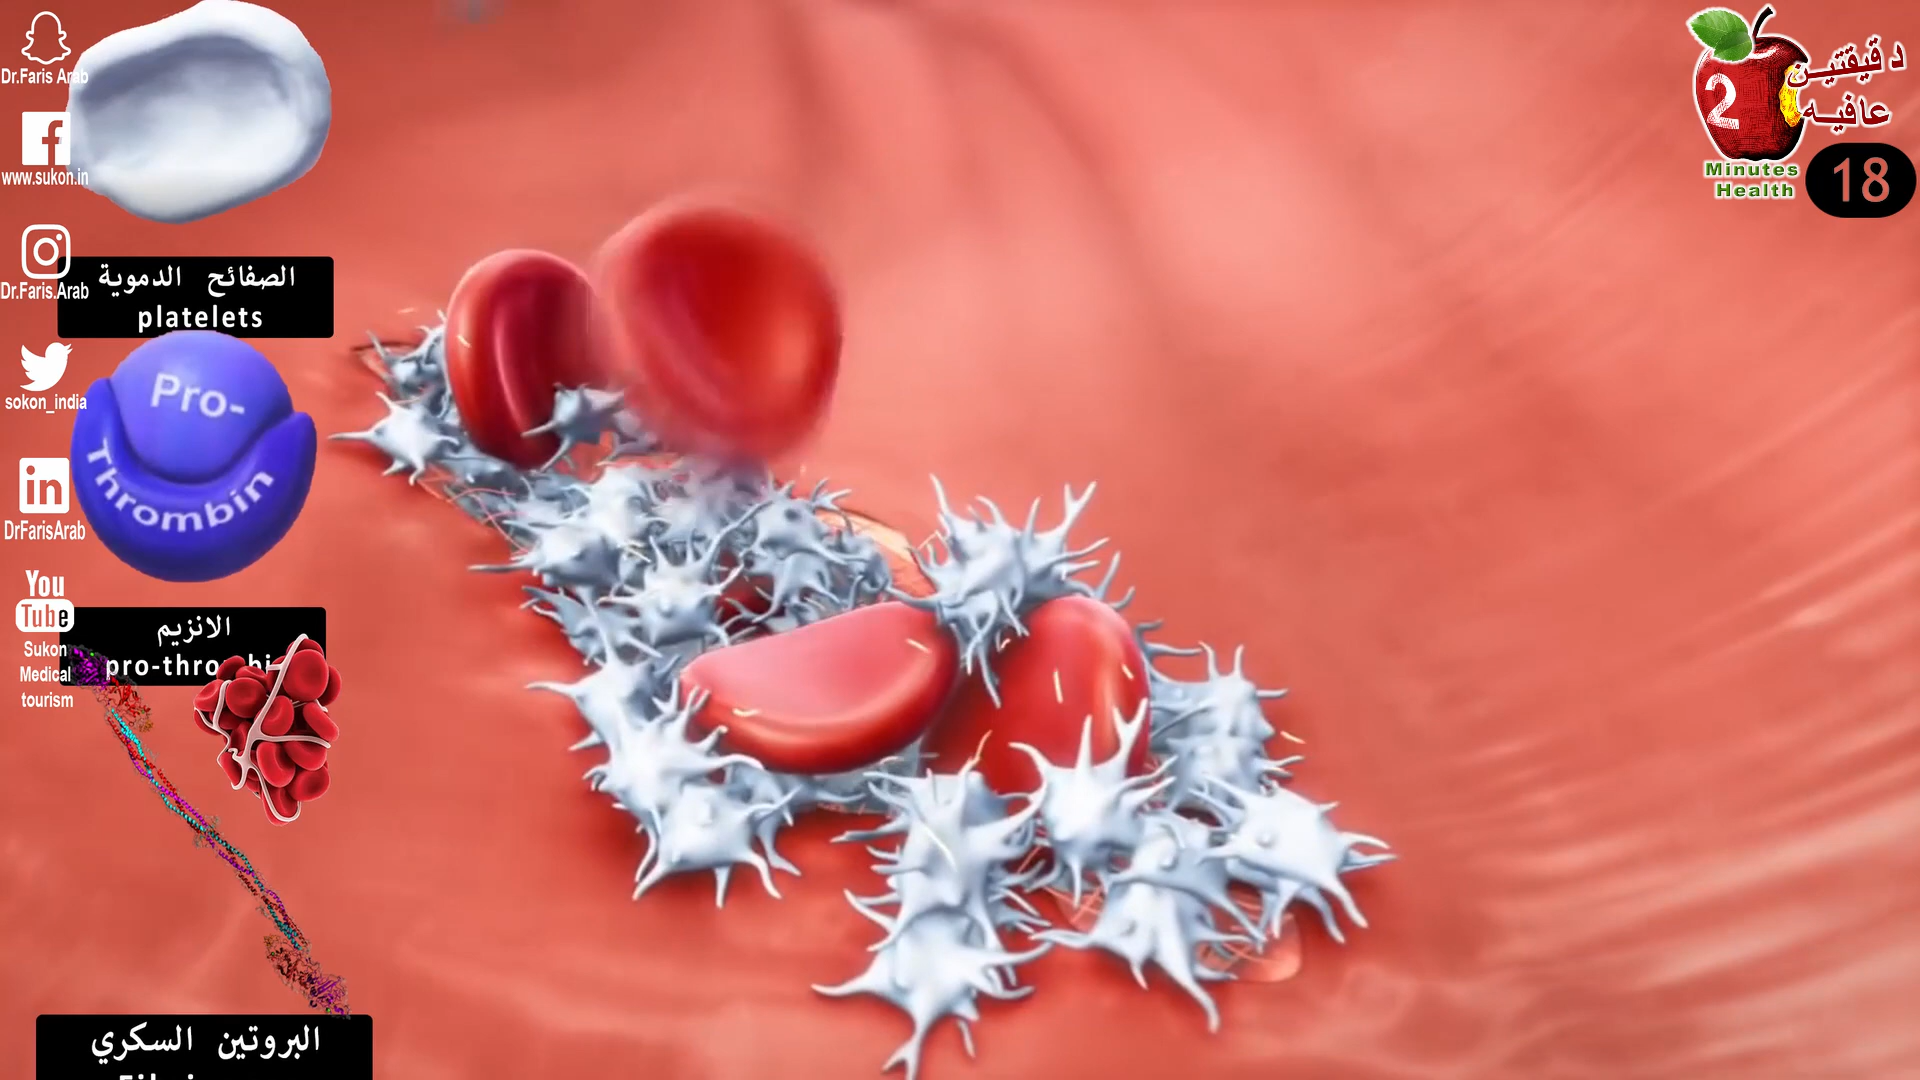 Dr.Faris Arab
www.sukon.in
Dr.Faris.Arab
sokon_india
in
DrFarisArab
You
Tube
Sukon
Medical
tourism
الصفائح الدموية
platelets
Pro-
Thrombin
الانزيم
البروتين السكري
2
دقيقتين
عافيه
Minutes
Health
18